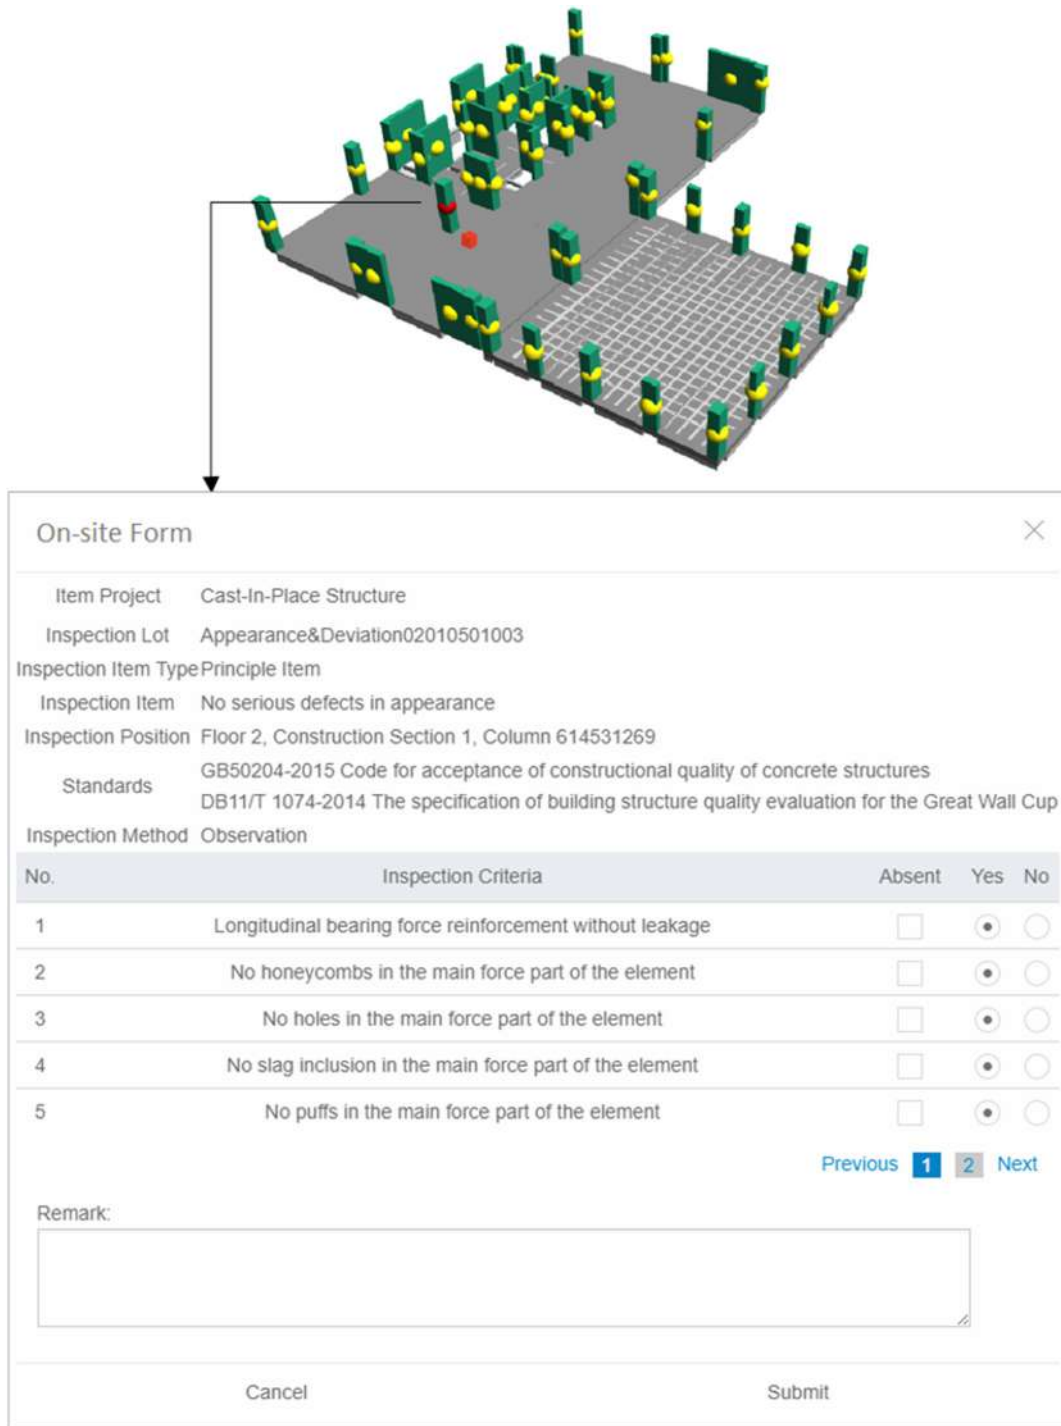 On-site Form
Item Project Cast-In-Place Structure
Inspection Lot Appearance&Deviation02010501003
Inspection Item Type Principle Item
Inspection Item No serious defects in appearance
Inspection Position Floor 2, Construction Section 1, Column 614531269
Standards GB50204-2015 Code for acceptance of constructional quality of concrete structures
DB11/T 1074-2014 The specification of building structure quality evaluation for the Great Wall Cup
Inspection Method Observation
No. Inspection Criteria Absent Yes No
1 Longitudinal bearing force reinforcement without leakage
2 No honeycombs in the main force part of the element
3 No holes in the main force part of the element
4 No slag inclusion in the main force part of the element
5 No puffs in the main force part of the element
Previous 1 2 Next
Remark:
Cancel Submit